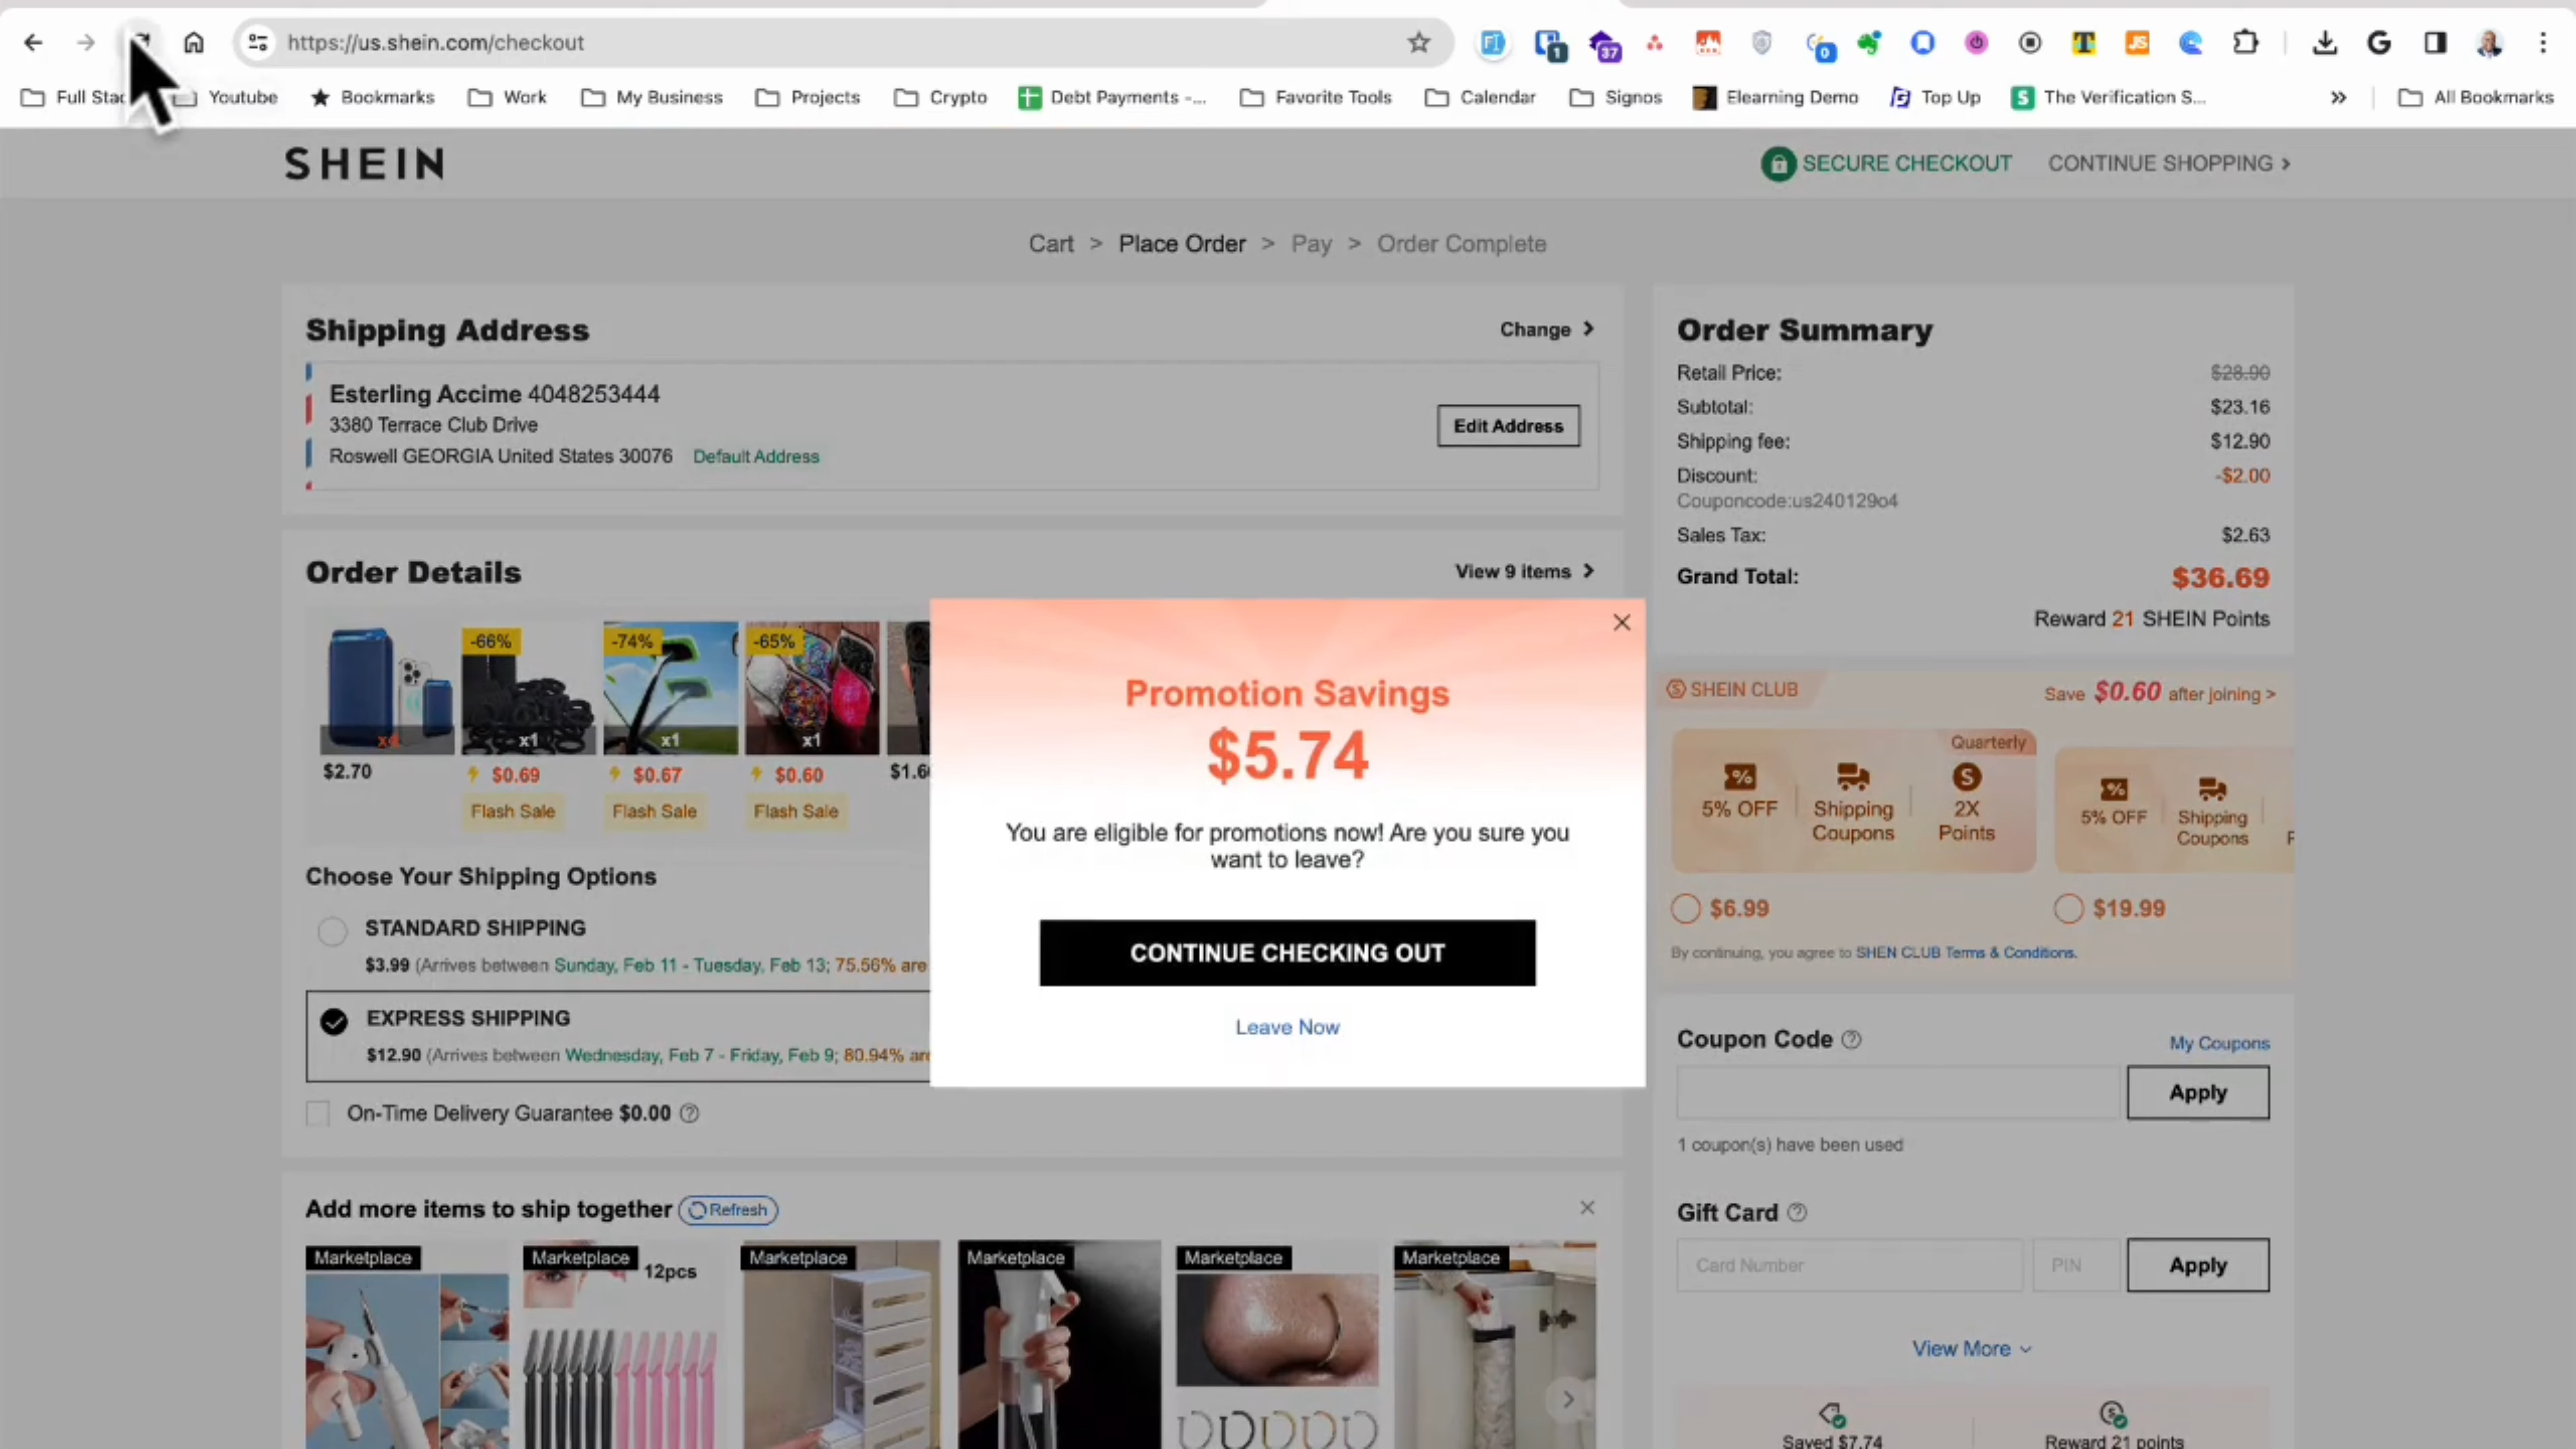 https://us.shein.com/checkout
1
37
0
Youtube
Bookmarks
Work
My Business
Projects
Crypto
Debt Payments -...
Favorite Tools
Calendar
Signos
Elearning Demo
Top Up
The Verification S...
All Bookmarks
SHEIN
SECURE CHECKOUT
CONTINUE SHOPPING >
Cart > Place Order > Pay > Order Complete
Shipping Address
Change >
Esterling Accime 4048253444
3380 Terrace Club Drive
Roswell GEORGIA United States 30076 Default Address
Edit Address
Order Details
View 9 items >
-66%
-74%
-65%
x1
x1
x1
$2.70
$0.69
$0.67
$0.60
Flash Sale
Flash Sale
Flash Sale
Choose Your Shipping Options
STANDARD SHIPPING
$3.99 (Arrives between Sunday, Feb 11 - Tuesday, Feb 13; 75.56% are
EXPRESS SHIPPING
$12.90 (Arrives between Wednesday, Feb 7 - Friday, Feb 9; 80.94% are
On-Time Delivery Guarantee $0.00
Add more items to ship together
Refresh
Marketplace
Marketplace
12pcs
Marketplace
Marketplace
Marketplace
Marketplace
Promotion Savings
$5.74
You are eligible for promotions now! Are you sure you
want to leave?
CONTINUE CHECKING OUT
Leave Now
Order Summary
Retail Price: $28.90
Subtotal: $23.16
Shipping fee: $12.90
Discount: -$2.00
Couponcode:us240129o4
Sales Tax: $2.63
Grand Total: $36.69
Reward 21 SHEIN Points
SHEIN CLUB
Save $0.60 after joining >
Quarterly
5% OFF
Shipping
Coupons
2X
Points
5% OFF
Shipping
Coupons
$6.99
$19.99
By continuing, you agree to SHEN CLUB Terms & Conditions.
Coupon Code
My Coupons
Apply
1 coupon(s) have been used
Gift Card
Card Number
PIN
Apply
View More
Saved $7.74
Reward 21 points